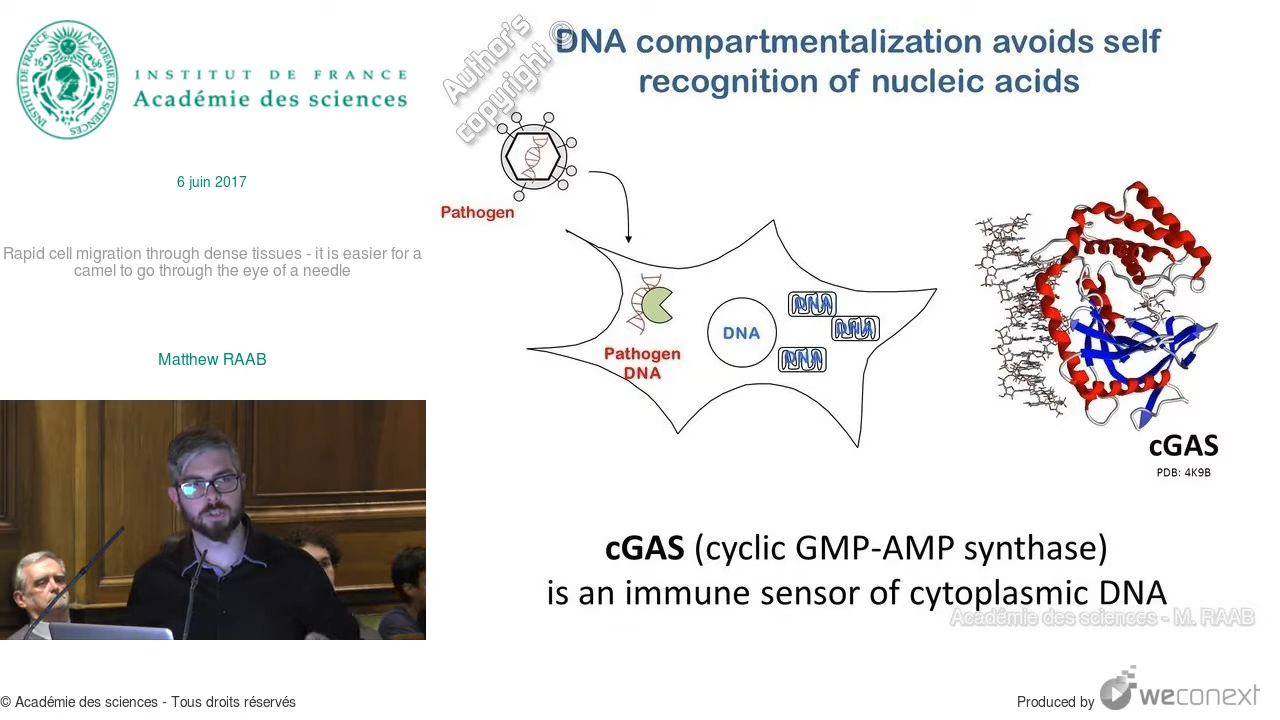 INSTITUT DE FRANCE
Académie des sciences
6 juin 2017
Rapid cell migration through dense tissues - it is easier for a
camel to go through the eye of a needle
Matthew RAAB
Author's
copyright ©
DNA compartmentalization avoids self
recognition of nucleic acids
Pathogen
Pathogen
DNA
DNA
DNA
DNA
DNA
cGAS
PDB: 4K9B
cGAS (cyclic GMP-AMP synthase)
is an immune sensor of cytoplasmic DNA
Académie des sciences - M. RAAB
© Académie des sciences - Tous droits réservés
Produced by
weconext